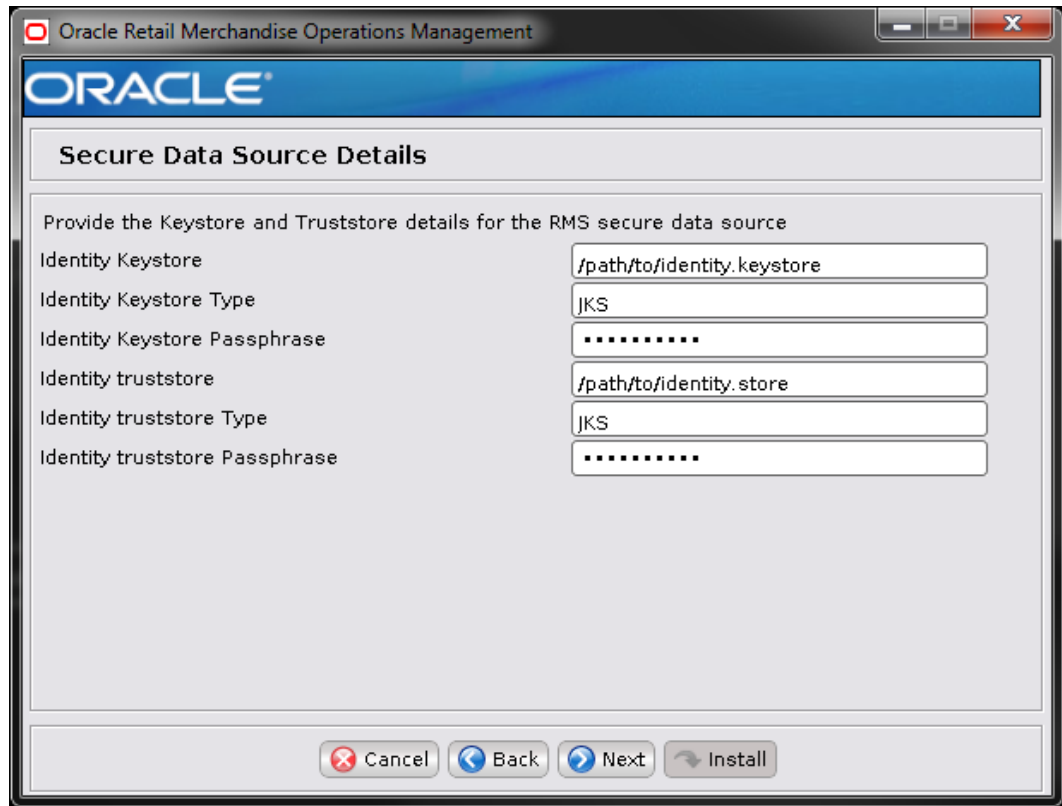 Oracle Retail Merchandise Operations Management
ORACLE®
Secure Data Source Details
Provide the Keystore and Truststore details for the RMS secure data source
Identity Keystore /path/to/identity.keystore
Identity Keystore Type JKS
Identity Keystore Passphrase ••••••••••
Identity truststore /path/to/identity.store
Identity truststore Type JKS
Identity truststore Passphrase ••••••••••
Cancel Back Next Install